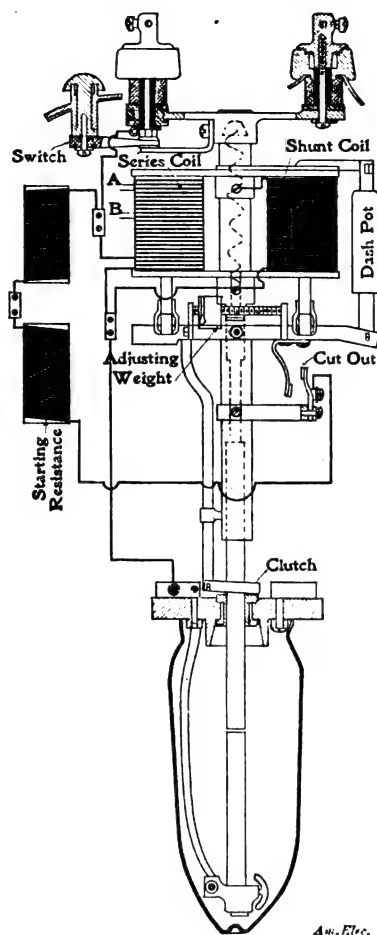 Switch
Series Coil
Shunt Coil
A
B
Dash Pot
Adjusting
Weight
Cut Out
Starting
Resistance
Clutch
Am. Elec.